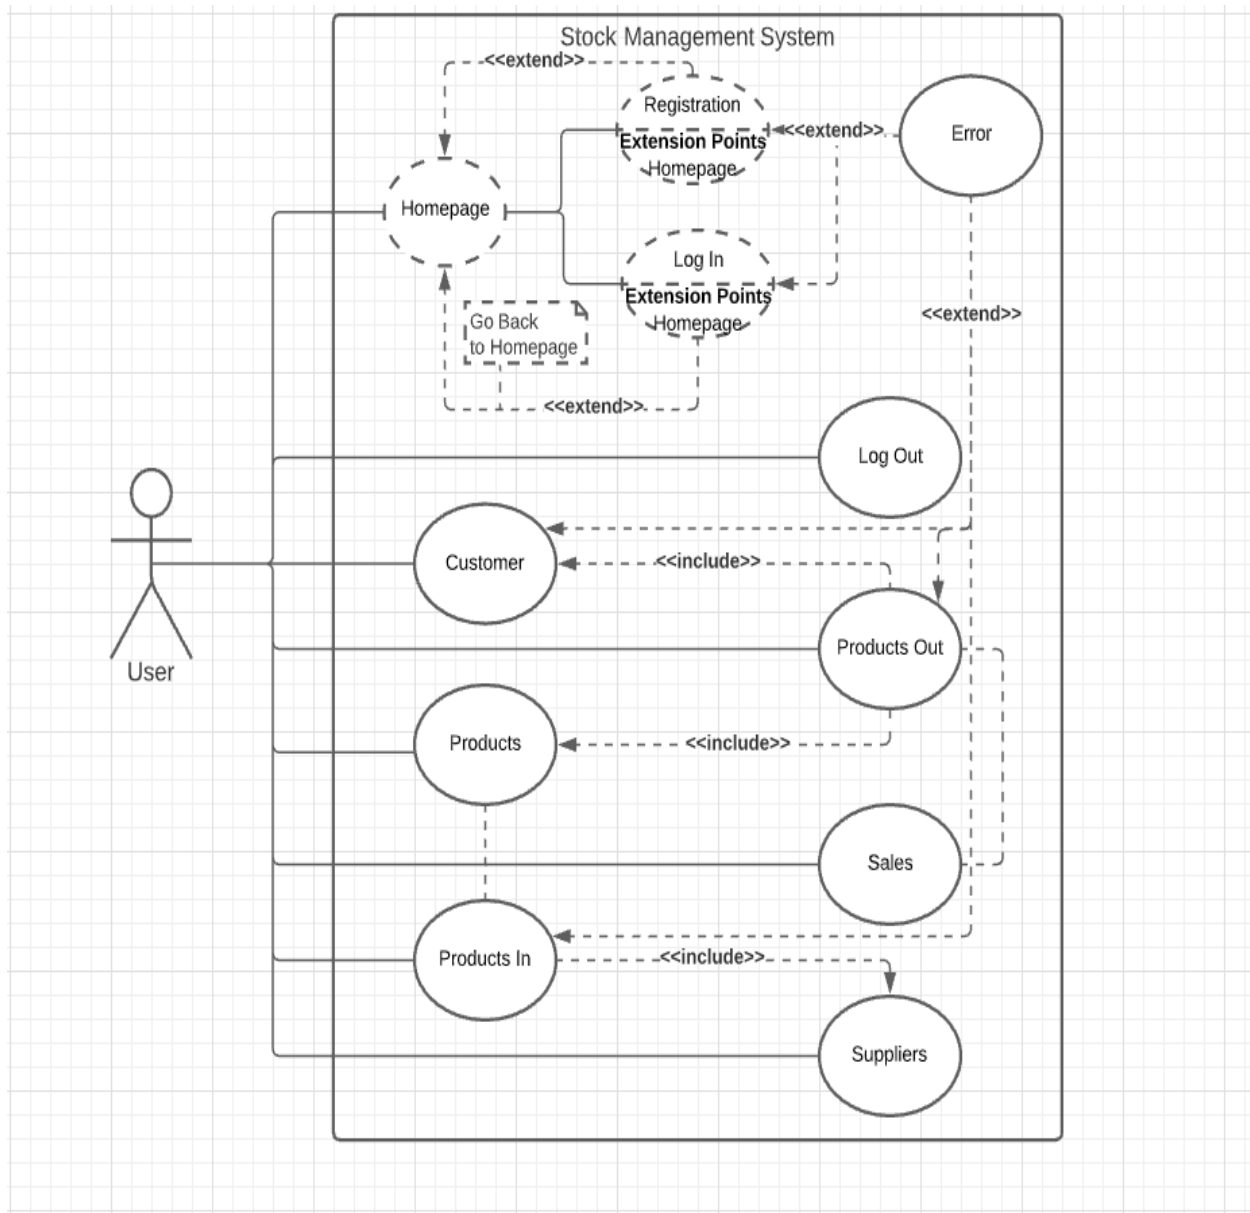 Stock Management System
<<extend>>
Registration
Extension Points
Homepage
<<extend>>
Error
Homepage
Log In
Extension Points
Homepage
Go Back
to Homepage
<<extend>>
<<extend>>
Log Out
Customer
<<include>>
User
Products Out
Products
<<include>>
Sales
Products In
<<include>>
Suppliers